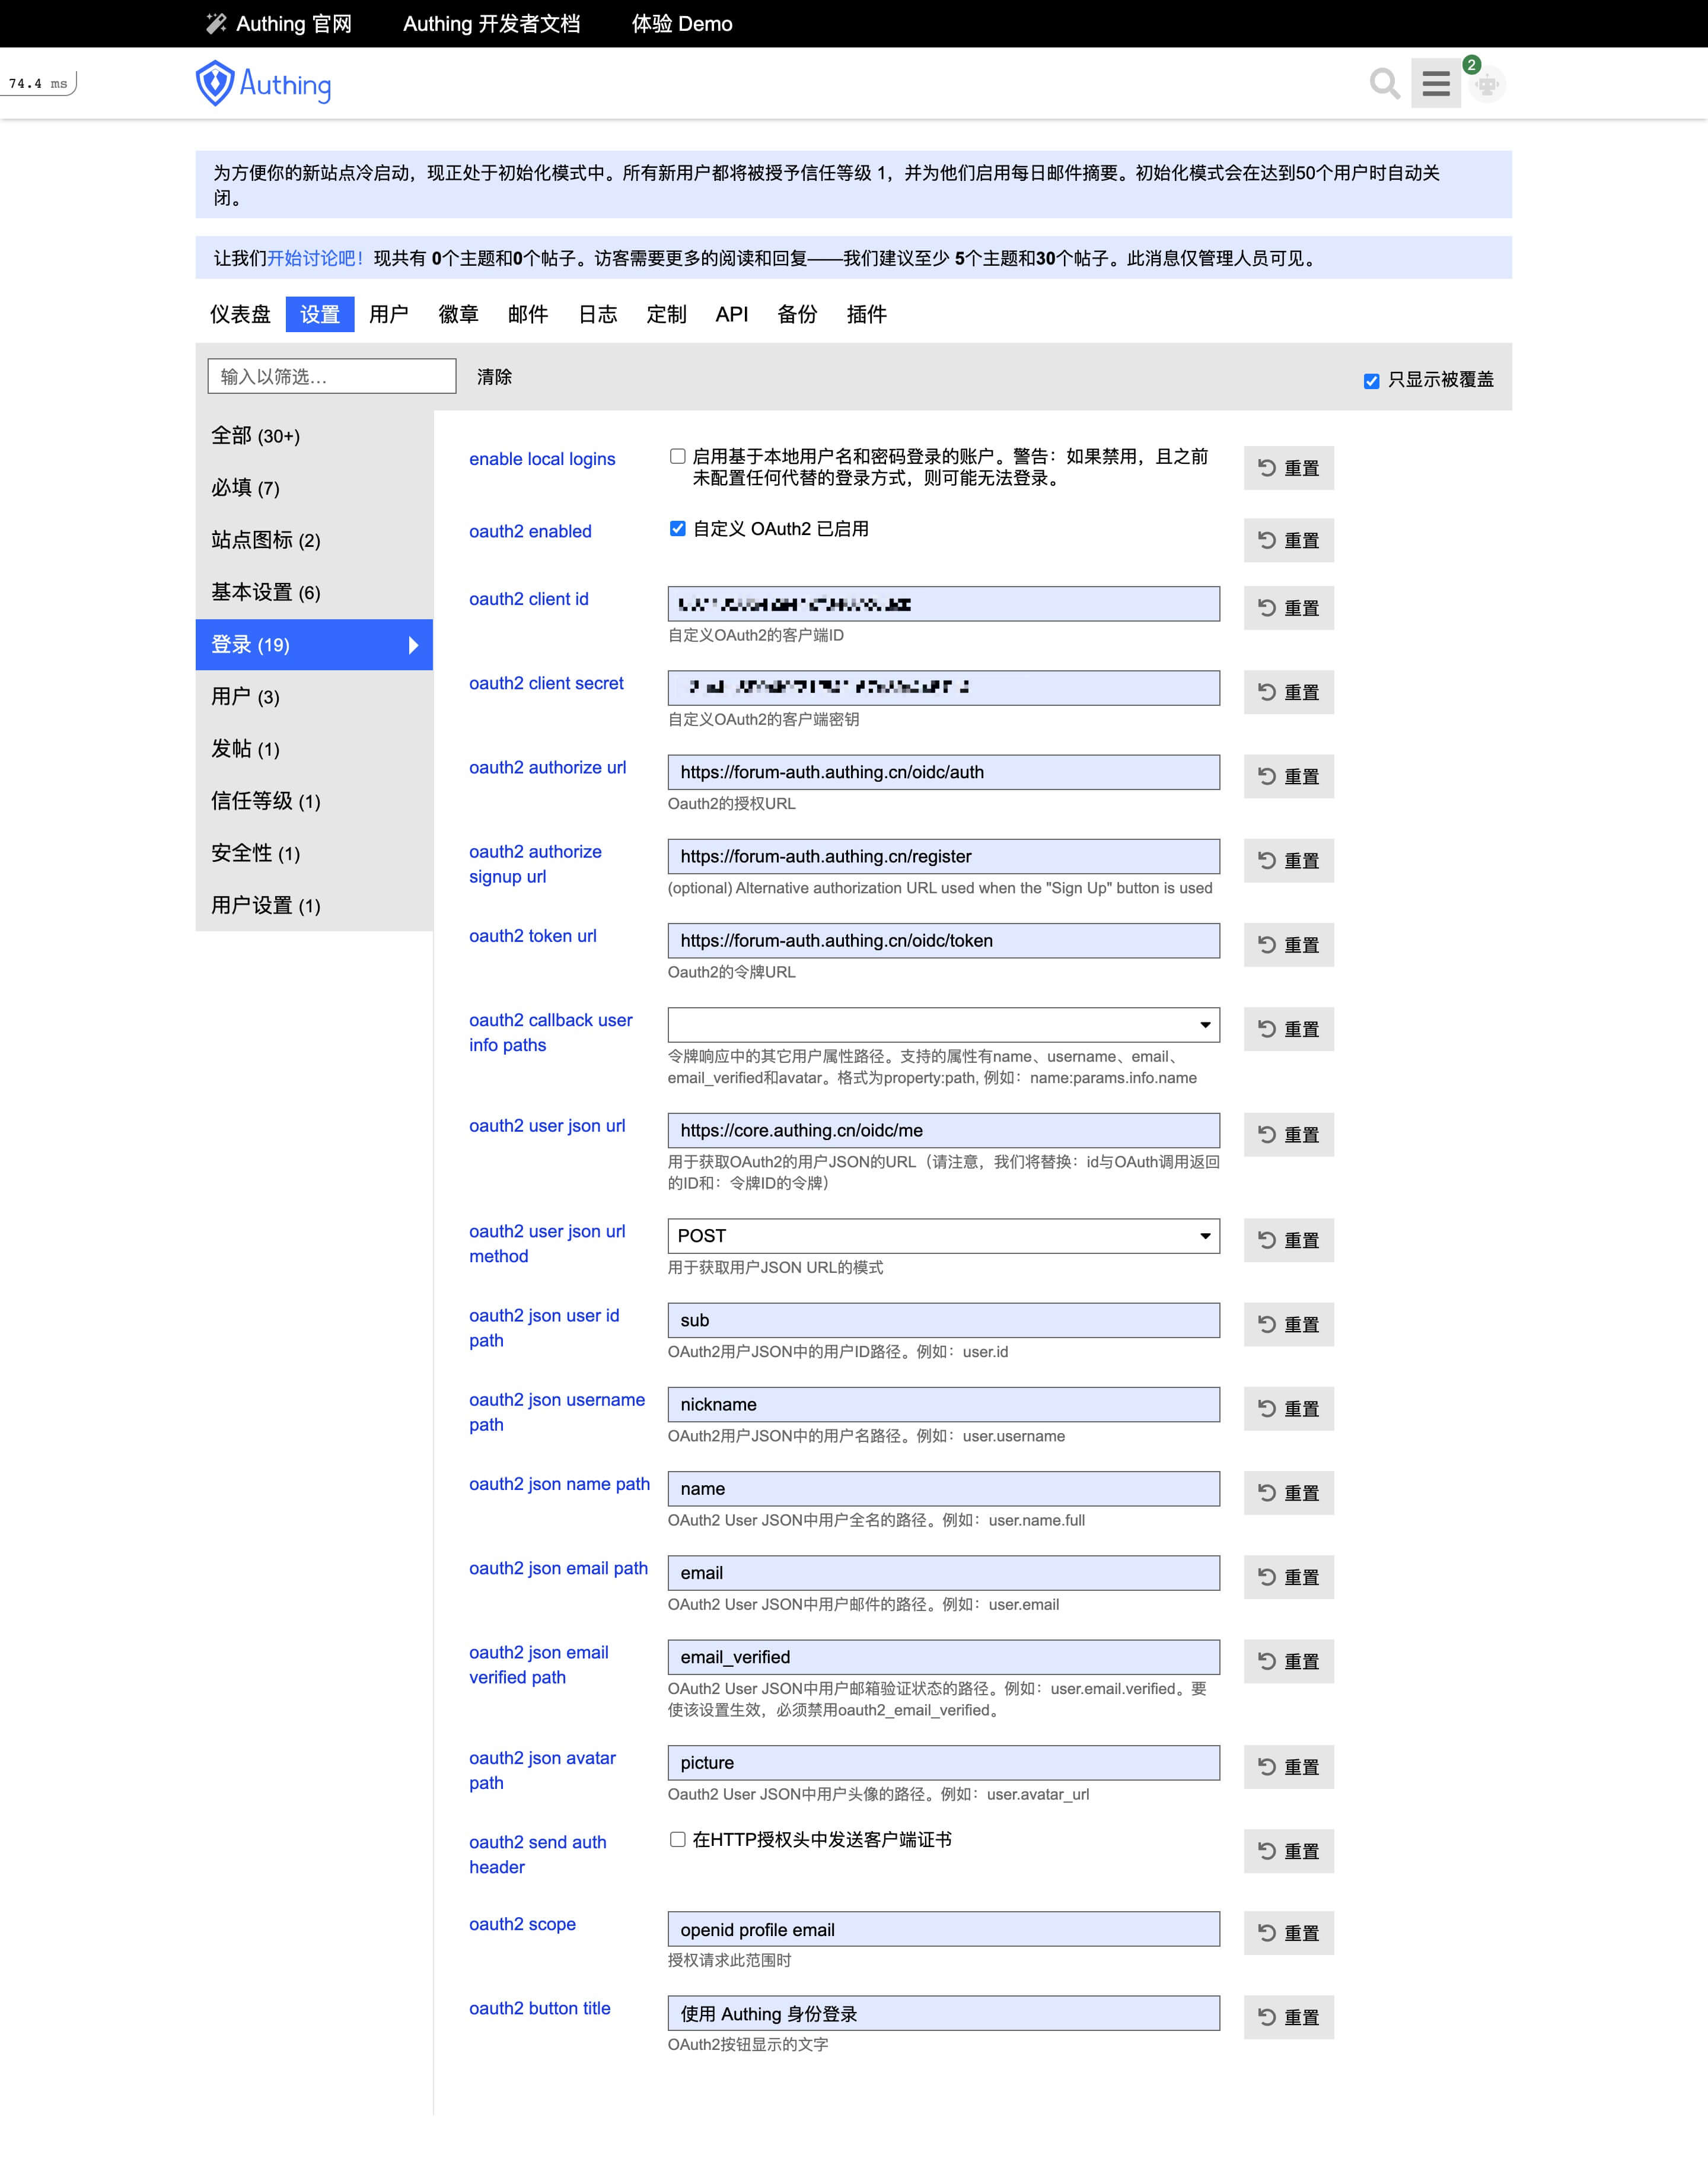 Authing 官网 Authing 开发者文档 体验 Demo
74.4 ms
Authing
2
为方便你的新站点冷启动，现正处于初始化模式中。所有新用户都将被授予信任等级 1，并为他们启用每日邮件摘要。初始化模式会在达到50个用户时自动关
闭。
让我们开始讨论吧！现共有 0个主题和0个帖子。访客需要更多的阅读和回复——我们建议至少 5个主题和30个帖子。此消息仅管理人员可见。
仪表盘 设置 用户 徽章 邮件 日志 定制 API 备份 插件
输入以筛选... 清除 只显示被覆盖
全部 (30+)
必填 (7)
站点图标 (2)
基本设置 (6)
登录 (19)
用户 (3)
发帖 (1)
信任等级 (1)
安全性 (1)
用户设置 (1)
enable local logins
启用基于本地用户名和密码登录的账户。警告：如果禁用，且之前
未配置任何代替的登录方式，则可能无法登录。
重置
oauth2 enabled
自定义 OAuth2 已启用
重置
oauth2 client id
自定义OAuth2的客户端ID
重置
oauth2 client secret
自定义OAuth2的客户端密钥
重置
oauth2 authorize url
https://forum-auth.authing.cn/oidc/auth
Oauth2的授权URL
重置
oauth2 authorize
signup url
https://forum-auth.authing.cn/register
(optional) Alternative authorization URL used when the "Sign Up" button is used
重置
oauth2 token url
https://forum-auth.authing.cn/oidc/token
Oauth2的令牌URL
重置
oauth2 callback user
info paths
令牌响应中的其它用户属性路径。支持的属性有name、username、email、
email_verified和avatar。格式为property:path, 例如：name:params.info.name
重置
oauth2 user json url
https://core.authing.cn/oidc/me
用于获取OAuth2的用户JSON的URL（请注意，我们将替换：id与OAuth调用返回
的ID和：令牌ID的令牌）
重置
oauth2 user json url
method
POST
用于获取用户JSON URL的模式
重置
oauth2 json user id
path
sub
OAuth2用户JSON中的用户ID路径。例如：user.id
重置
oauth2 json username
path
nickname
OAuth2用户JSON中的用户名路径。例如：user.username
重置
oauth2 json name path
name
OAuth2 User JSON中用户全名的路径。例如：user.name.full
重置
oauth2 json email path
email
OAuth2 User JSON中用户邮件的路径。例如：user.email
重置
oauth2 json email
verified path
email_verified
OAuth2 User JSON中用户邮箱验证状态的路径。例如：user.email.verified。要
使该设置生效，必须禁用oauth2_email_verified。
重置
oauth2 json avatar
path
picture
Oauth2 User JSON中用户头像的路径。例如：user.avatar_url
重置
oauth2 send auth
header
在HTTP授权头中发送客户端证书
重置
oauth2 scope
openid profile email
授权请求此范围时
重置
oauth2 button title
使用 Authing 身份登录
OAuth2按钮显示的文字
重置